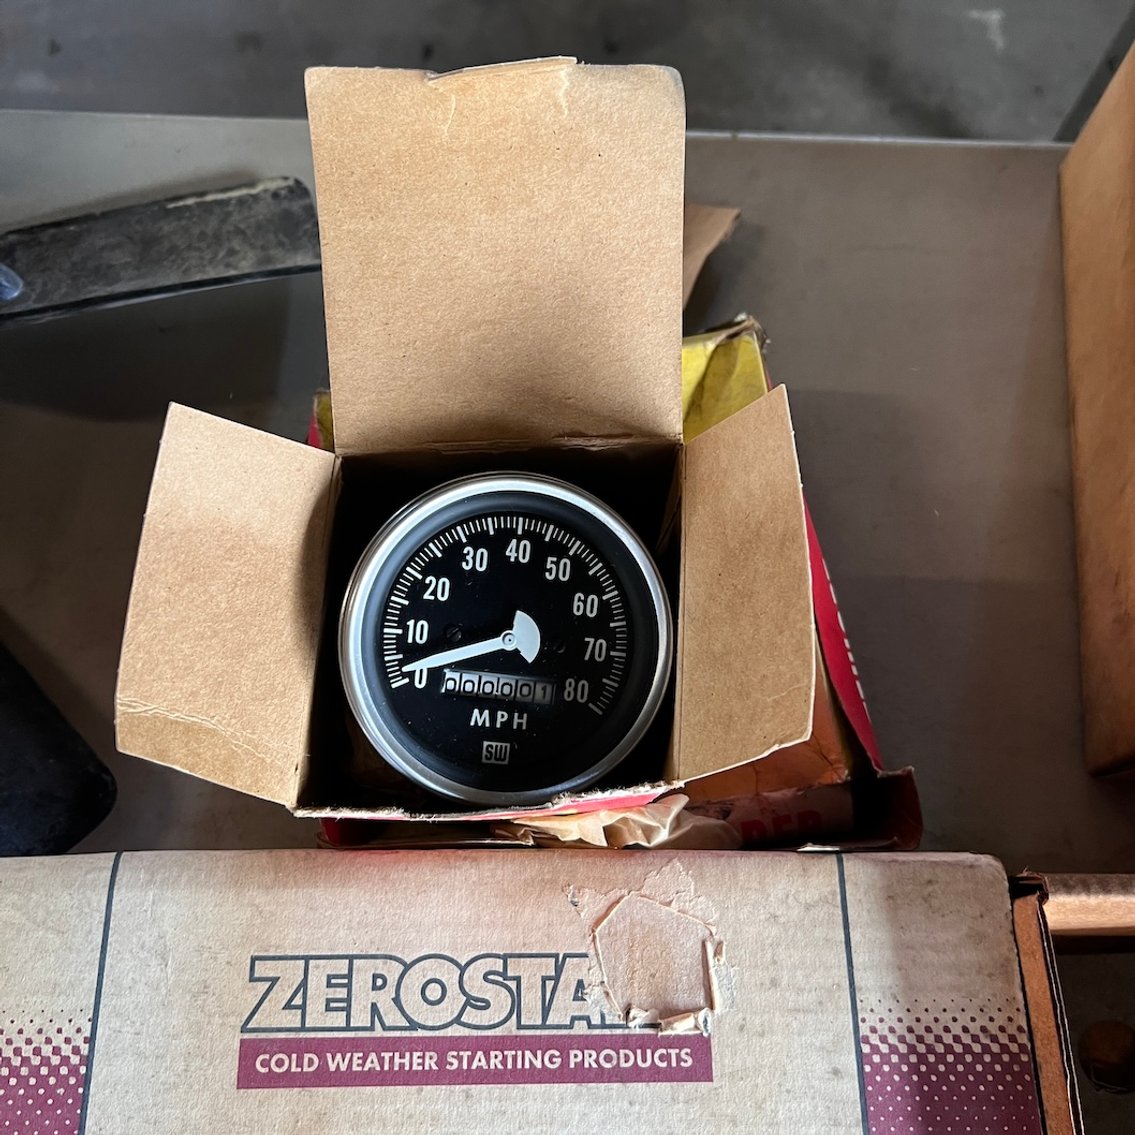 10 20 30 40 50 60 70 80
0
000001
MPH
SW
ZEROSTA
COLD WEATHER STARTING PRODUCTS